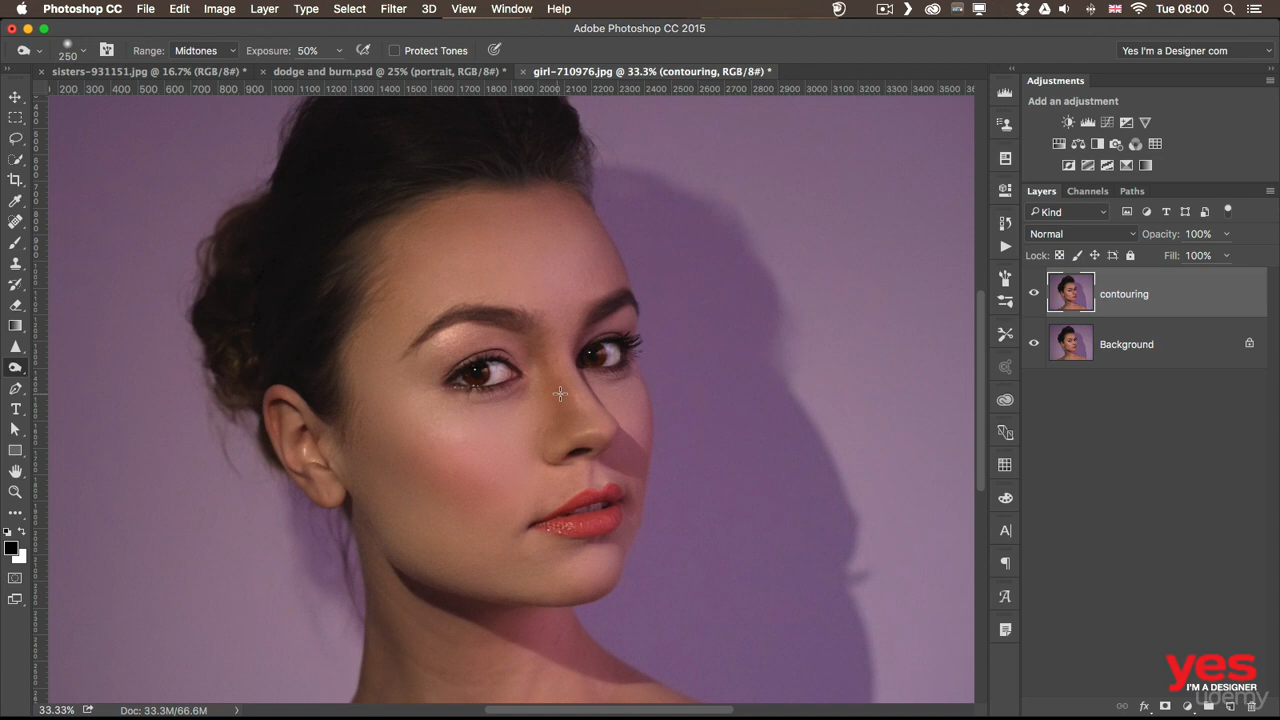 Photoshop CC File Edit Image Layer Type Select Filter 3D View Window Help Tue 08:00
Adobe Photoshop CC 2015
250 Range: Midtones Exposure: 50% Protect Tones Yes I'm a Designer com
sisters-931151.jpg @ 16.7% (RGB/8#) * dodge and burn.psd @ 25% (portrait, RGB/8#) * girl-710976.jpg @ 33.3% (contouring, RGB/8#) *
200 300 400 500 600 700 800 900 1000 1100 1200 1300 1400 1500 1600 1700 1800 1900 2000 2100 2200 2300 2400 2500 2600 2700 2800 2900 3000 3100 3200 3300 3400 3500
Adjustments
Add an adjustment
Layers Channels Paths
Kind
Normal Opacity: 100%
Lock: Fill: 100%
contouring
Background
yes
I'M A DESIGNER
udemy
33.33% Doc: 33.3M/66.6M